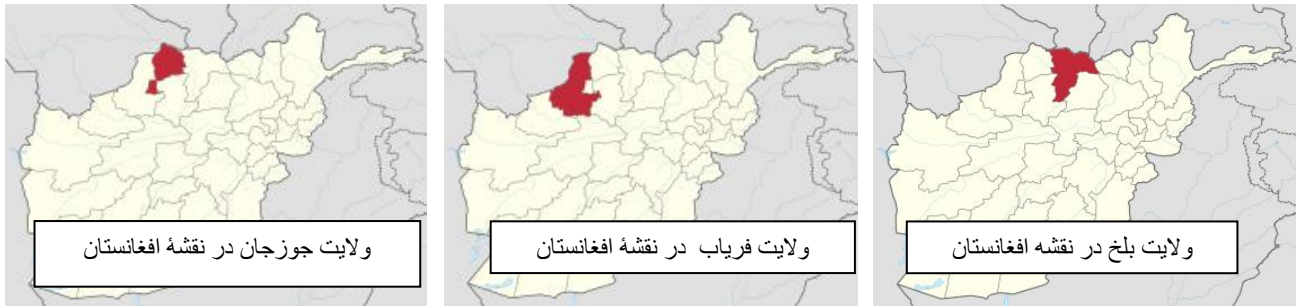 ولایت بلخ در نقشه افغانستان
ولایت فریاب در نقشهٔ افغانستان
ولایت جوزجان در نقشهٔ افغانستان